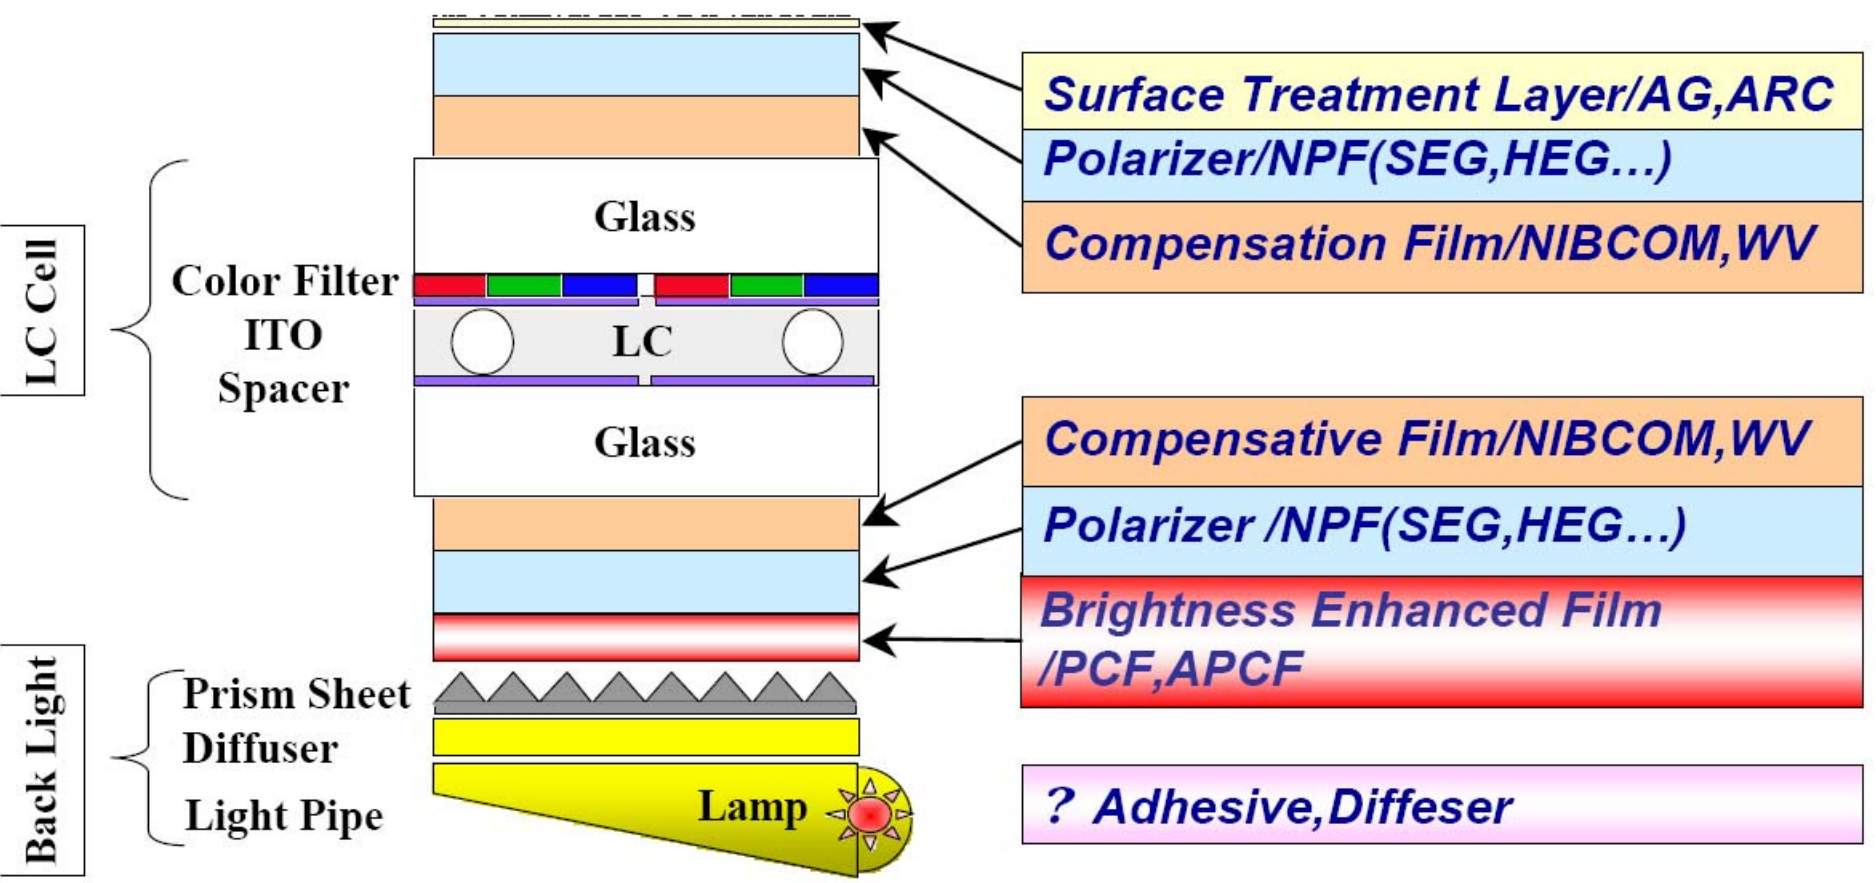 Surface Treatment Layer/AG,ARC
Polarizer/NPF(SEG,HEG...)
Compensation Film/NIBCOM,WV
Glass
LC Cell
Color Filter
ITO
Spacer
LC
Glass
Compensative Film/NIBCOM,WV
Polarizer /NPF(SEG,HEG...)
Brightness Enhanced Film
/PCF,APCF
Back Light
Prism Sheet
Diffuser
Light Pipe
Lamp
? Adhesive,Diffeser